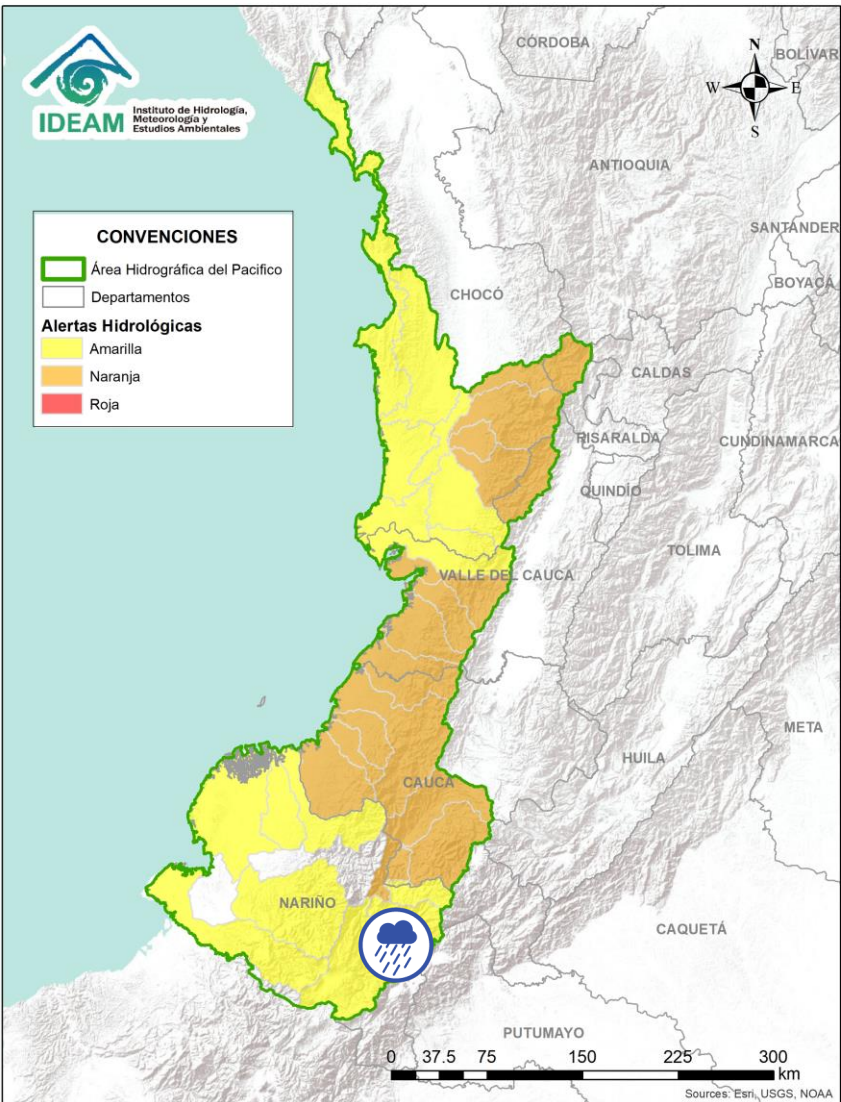 IDEAM
Instituto de Hidrología,
Meteorología y
Estudios Ambientales
N
W
E
S
CÓRDOBA
BOLÍVAR
ANTIOQUIA
SANTANDER
BOYACÁ
CHOCÓ
CALDAS
RISARALDA
CUNDINAMARCA
QUINDÍO
TOLIMA
VALLE DEL CAUCA
META
HUILA
CAUCA
NARIÑO
CAQUETÁ
PUTUMAYO
CONVENCIONES
Área Hidrográfica del Pacifico
Departamentos
Alertas Hidrológicas
Amarilla
Naranja
Roja
0 37.5 75 150 225 300
km
Sources: Esri, USGS, NOAA